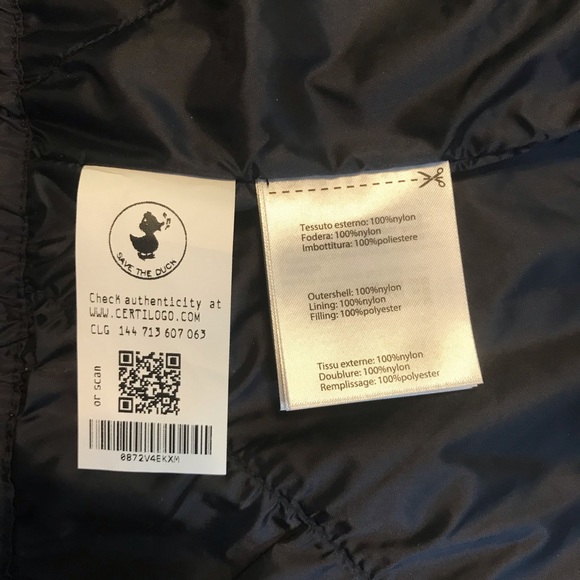 SAVE THE DUCK
Check authenticity at
WWW.CERTILOGO.COM
CLG 144 713 607 063
or scan
0872V4EKXM
Tessuto esterno: 100%nylon
Fodera: 100%nylon
Imbottitura: 100%poliestere
Outershell: 100%nylon
Lining: 100%nylon
Filling: 100%polyester
Tissu externe: 100%nylon
Doublure: 100%nylon
Remplissage: 100%polyester